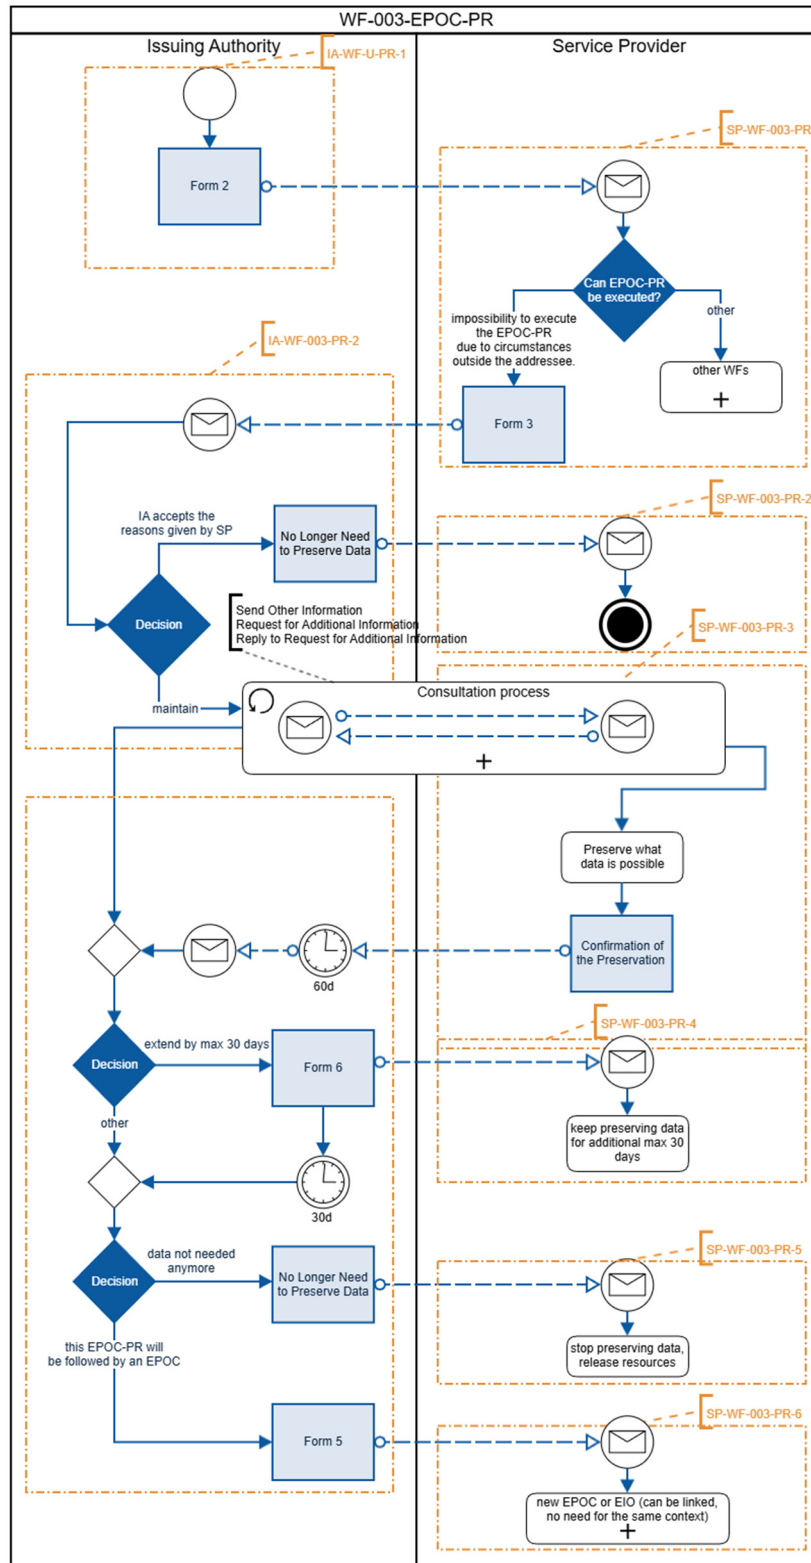 WF-003-EPOC-PR
Issuing Authority
Service Provider
IA-WF-U-PR-1
SP-WF-003-PR
Form 2
Can EPOC-PR
be executed?
impossibility to execute
the EPOC-PR
due to circumstances
outside the addressee.
other
other WFs
IA-WF-003-PR-2
Form 3
SP-WF-003-PR-2
IA accepts the
reasons given by SP
No Longer Need
to Preserve Data
Decision
Send Other Information
Request for Additional Information
Reply to Request for Additional Information
SP-WF-003-PR-3
maintain
Consultation process
Preserve what
data is possible
Confirmation of
the Preservation
60d
SP-WF-003-PR-4
Decision
extend by max 30 days
Form 6
other
keep preserving data
for additional max 30
days
30d
SP-WF-003-PR-5
Decision
data not needed
anymore
No Longer Need
to Preserve Data
this EPOC-PR will
be followed by an EPOC
stop preserving data,
release resources
SP-WF-003-PR-6
Form 5
new EPOC or EIO (can be linked,
no need for the same context)